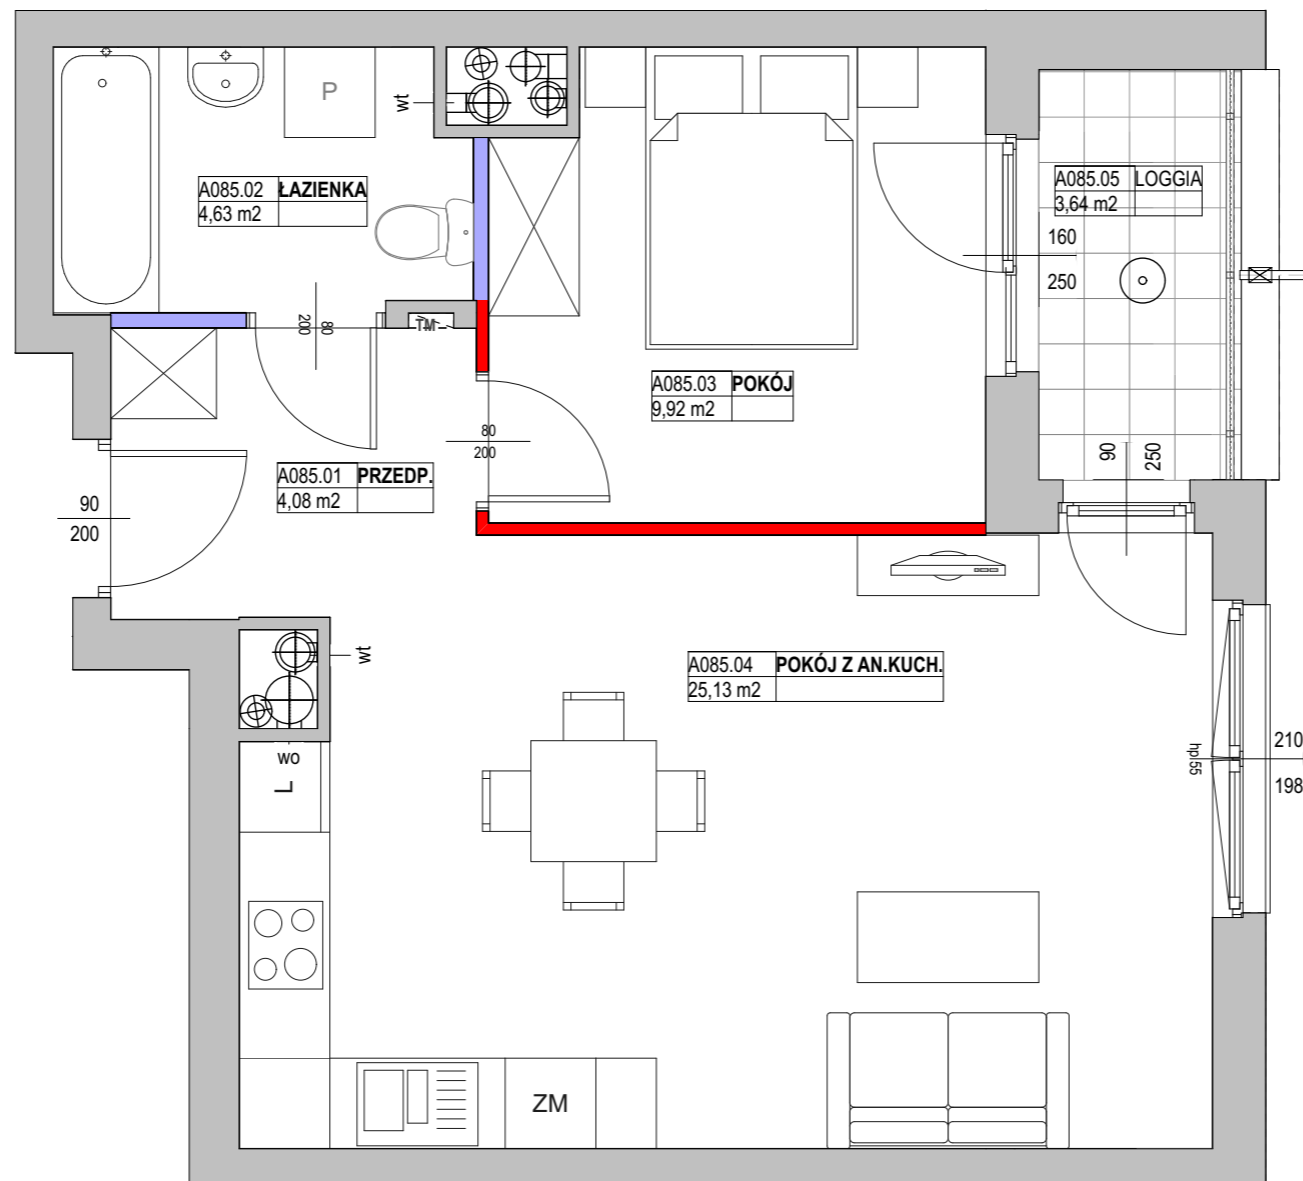 P
wt
A085.02 ŁAZIENKA
4,63 m2
A085.05 LOGGIA
3,64 m2
160
250
80
200
TM
A085.03 POKÓJ
9,92 m2
80
200
90
250
A085.01 PRZEDP.
4,08 m2
90
200
wt
A085.04 POKÓJ Z AN.KUCH.
25,13 m2
wo
L
hp 55
210
198
ZM